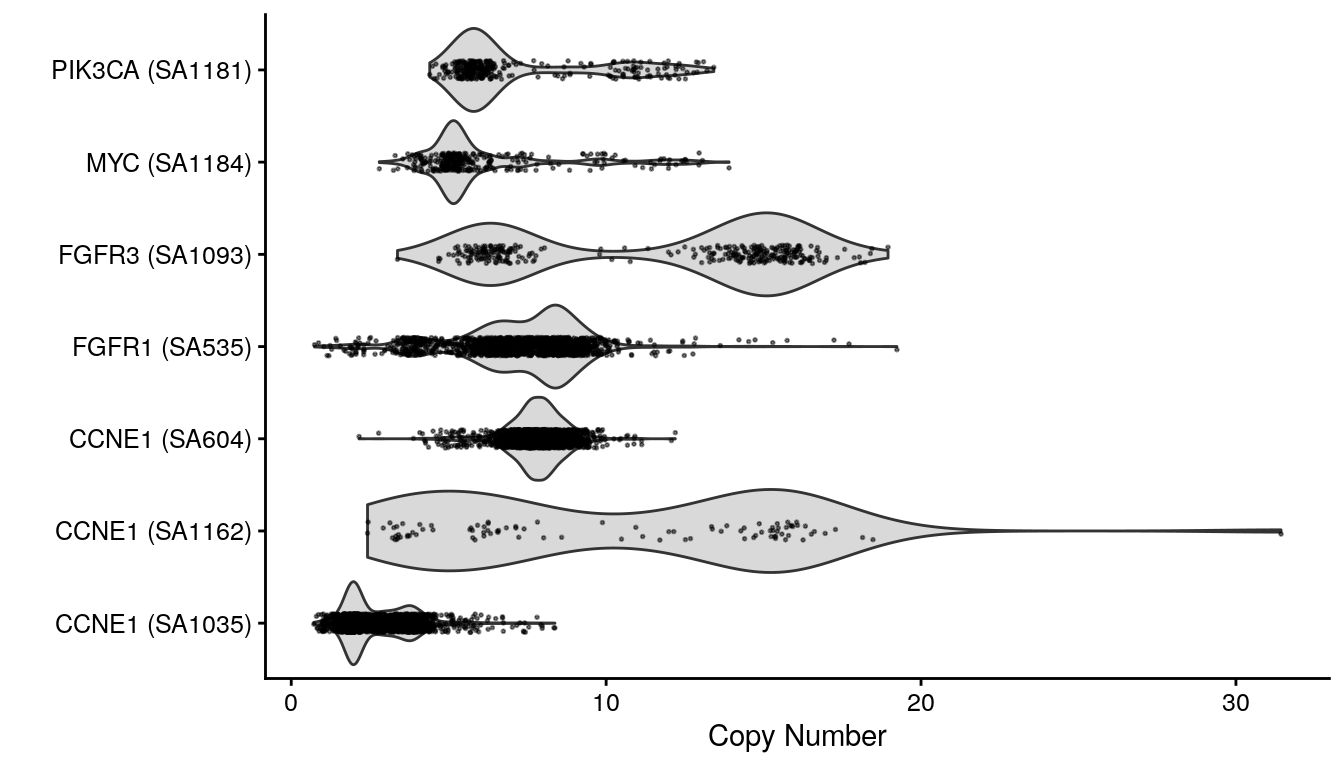 PIK3CA (SA1181)
MYC (SA1184)
FGFR3 (SA1093)
FGFR1 (SA535)
CCNE1 (SA604)
CCNE1 (SA1162)
CCNE1 (SA1035)
0 10 20 30
Copy Number